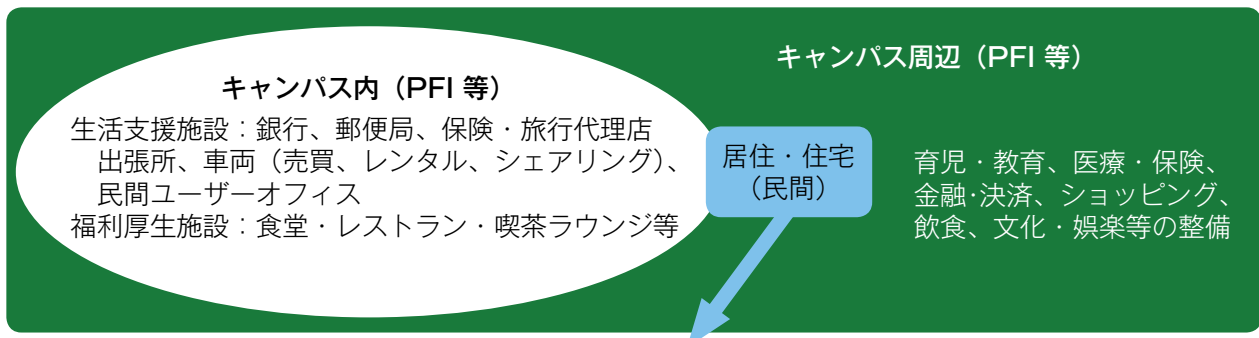 キャンパス内（PFI 等）
生活支援施設：銀行、郵便局、保険・旅行代理店
出張所、車両（売買、レンタル、シェアリング）、
民間ユーザーオフィス
福利厚生施設：食堂・レストラン・喫茶ラウンジ等
居住・住宅
（民間）
キャンパス周辺（PFI 等）
育児・教育、医療・保険、
金融・決済、ショッピング、
飲食、文化・娯楽等の整備